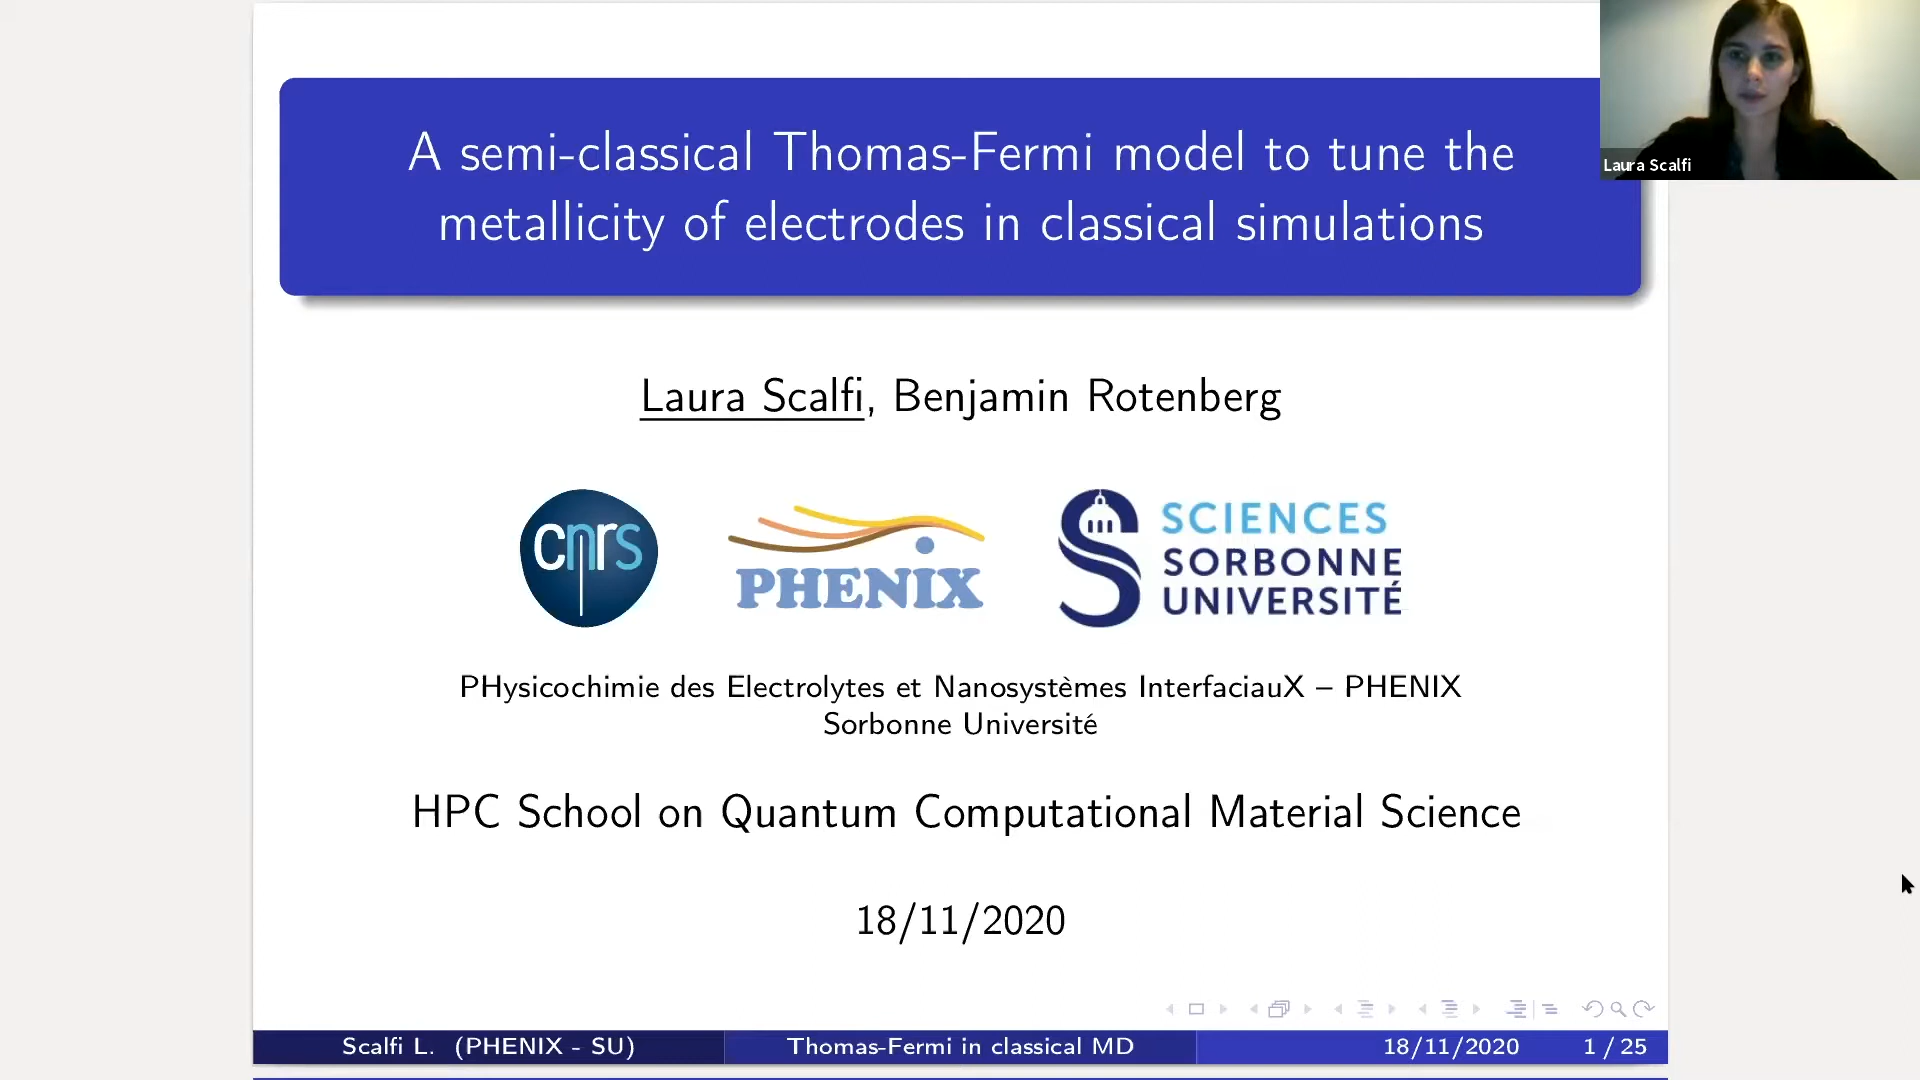 A semi-classical Thomas-Fermi model to tune the
metallicity of electrodes in classical simulations
Laura Scalfi
Laura Scalfi, Benjamin Rotenberg
cnrs
PHENIX
SCIENCES
SORBONNE
UNIVERSITÉ
PHysicochimie des Electrolytes et Nanosystèmes InterfaciauX – PHENIX
Sorbonne Université
HPC School on Quantum Computational Material Science
18/11/2020
Scalfi L. (PHENIX - SU) Thomas-Fermi in classical MD 18/11/2020 1 / 25